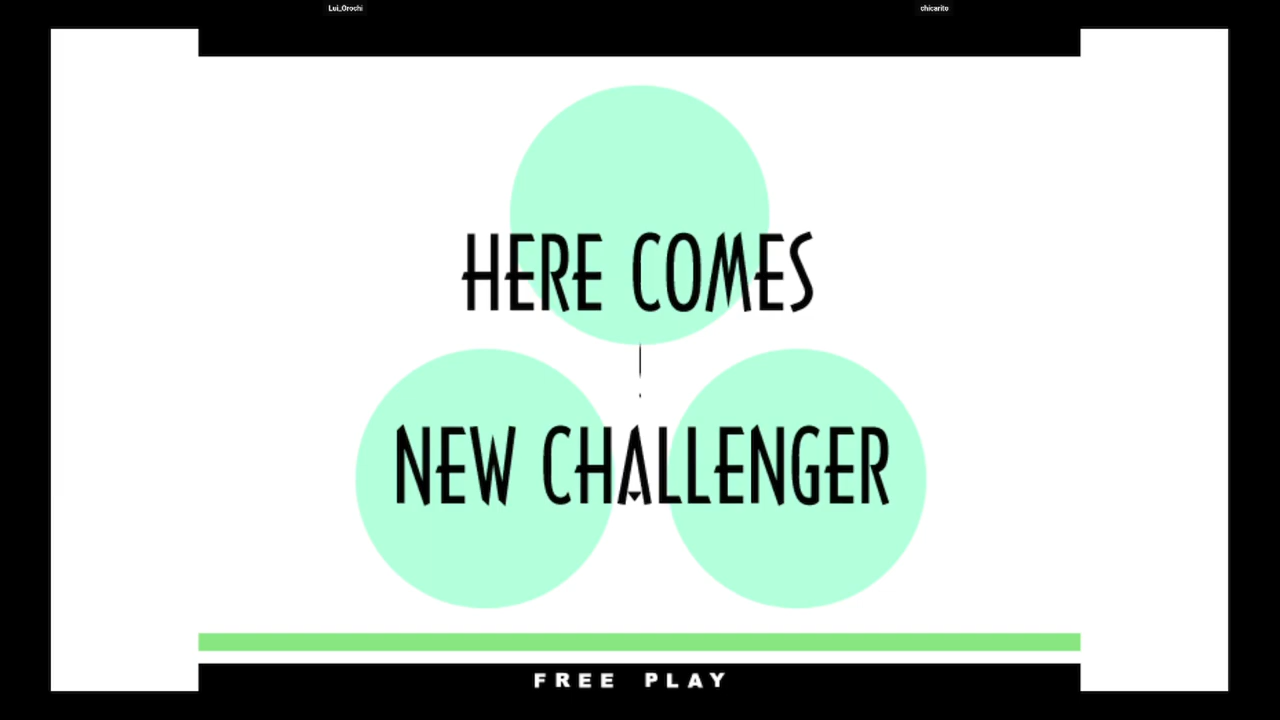 Lui_Orochi
chicarito
HERE COMES
NEW CHALLENGER
FREE PLAY